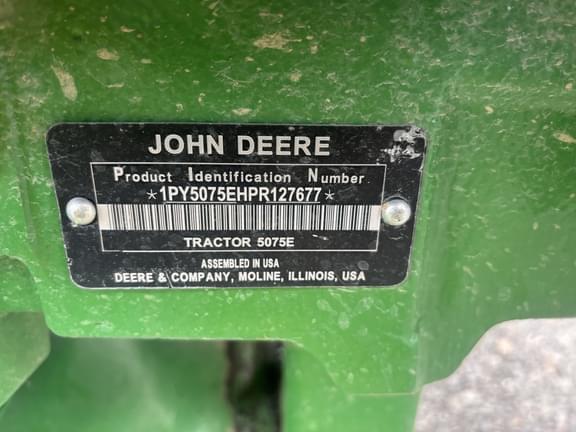 JOHN DEERE
Product Identification Number
*1PY5075EHPR127677*
TRACTOR 5075E
ASSEMBLED IN USA
DEERE & COMPANY, MOLINE, ILLINOIS, USA